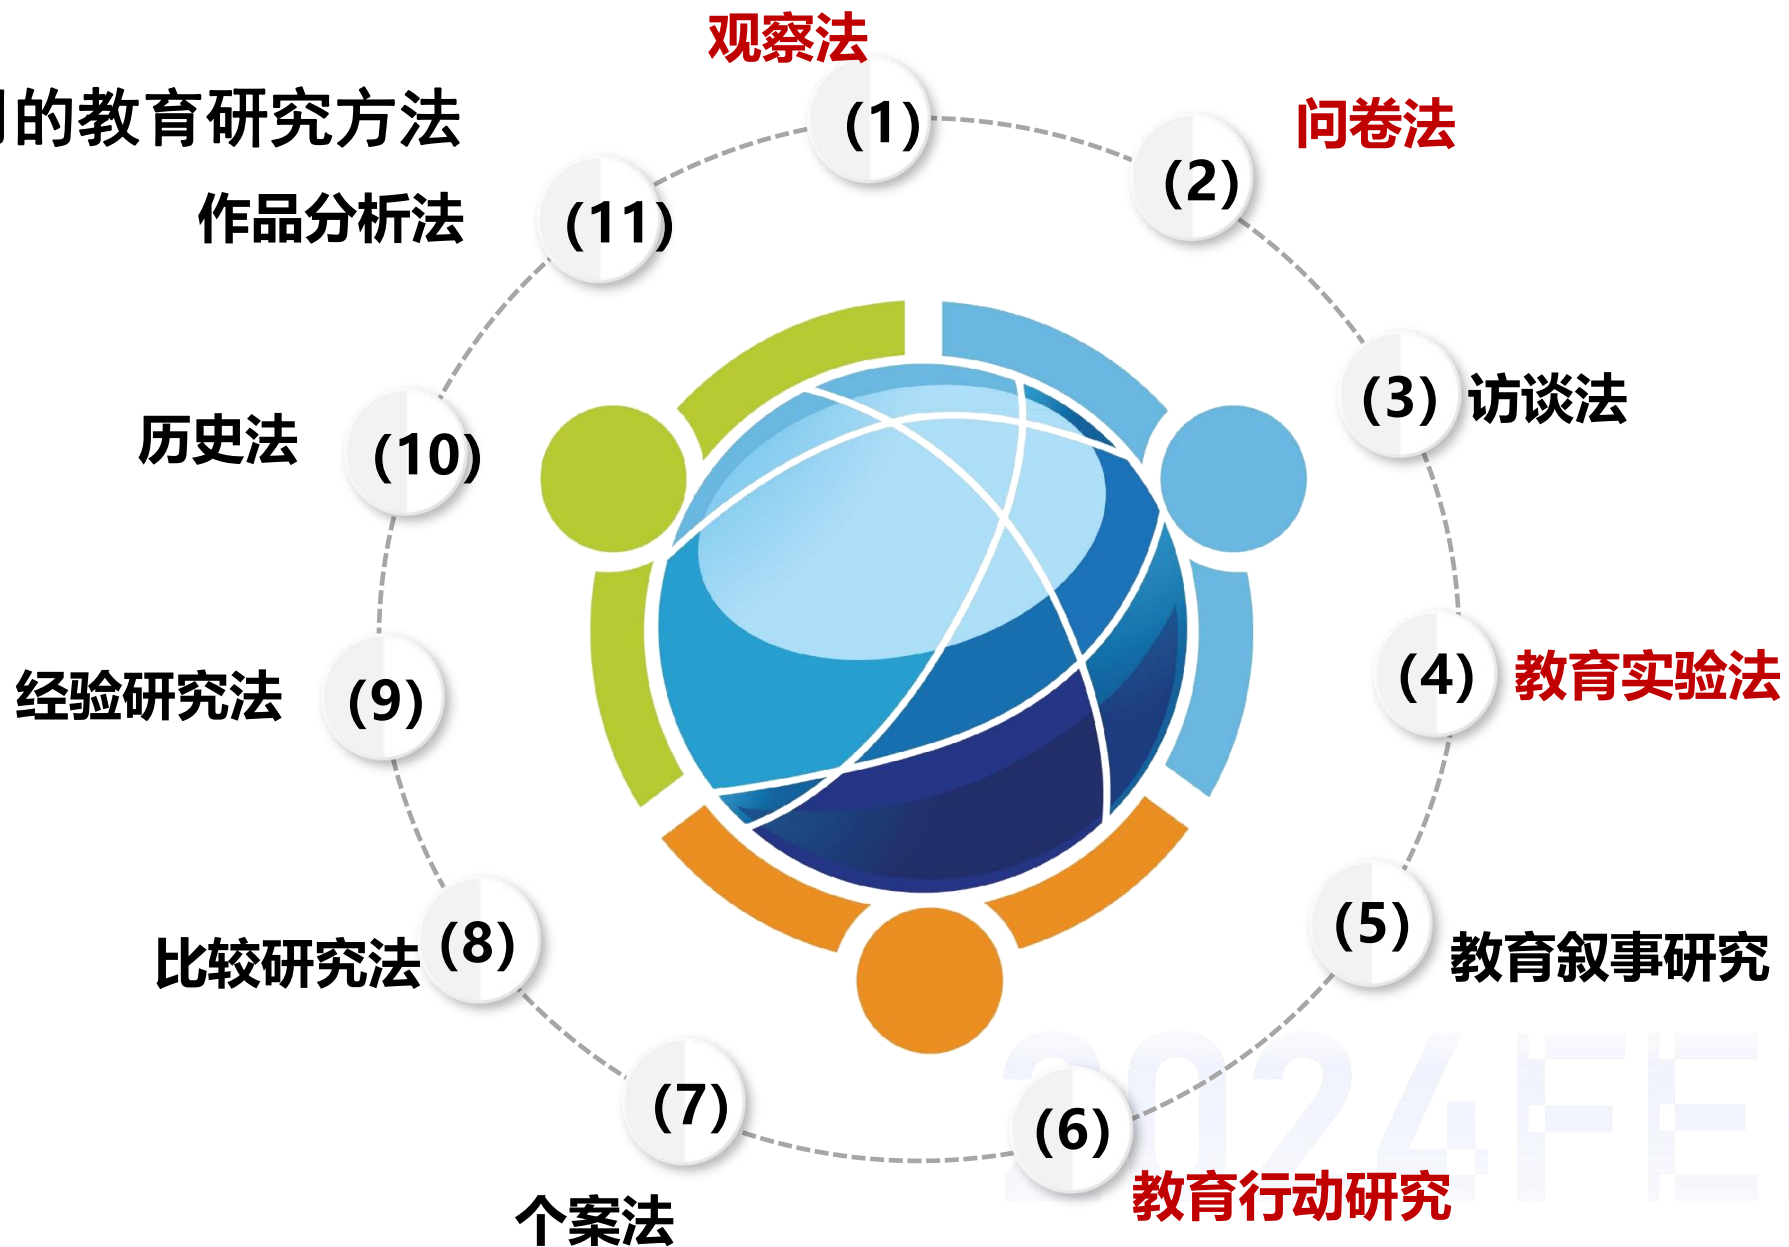 的教育研究方法
观察法
(1)
问卷法
(2)
访谈法
(3)
教育实验法
(4)
教育叙事研究
(5)
教育行动研究
(6)
个案法
(7)
比较研究法
(8)
经验研究法
(9)
历史法
(10)
作品分析法
(11)
2024FE